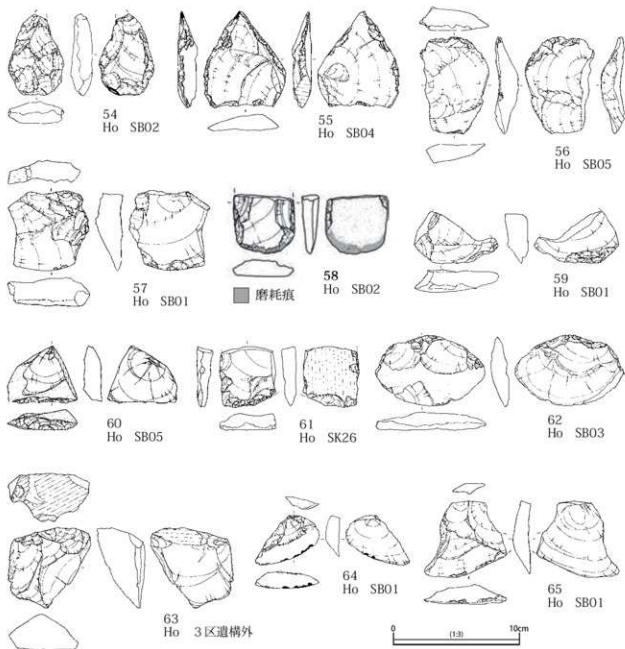 54
Ho SB02
55
Ho SB04
56
Ho SB05
57
Ho SB01
58
Ho SB02
磨耗痕
59
Ho SB01
60
Ho SB05
61
Ho SK26
62
Ho SB03
63
Ho 3区遺構外
64
Ho SB01
65
Ho SB01
0 (1:3) 10cm